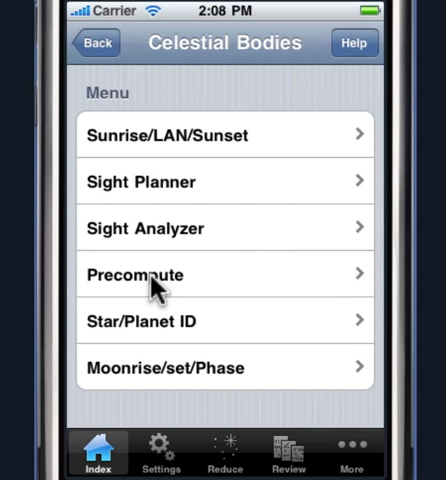 Carrier 2:08 PM
Back Celestial Bodies Help
Menu
Sunrise/LAN/Sunset
Sight Planner
Sight Analyzer
Precompute
Star/Planet ID
Moonrise/set/Phase
Index Settings Reduce Review More